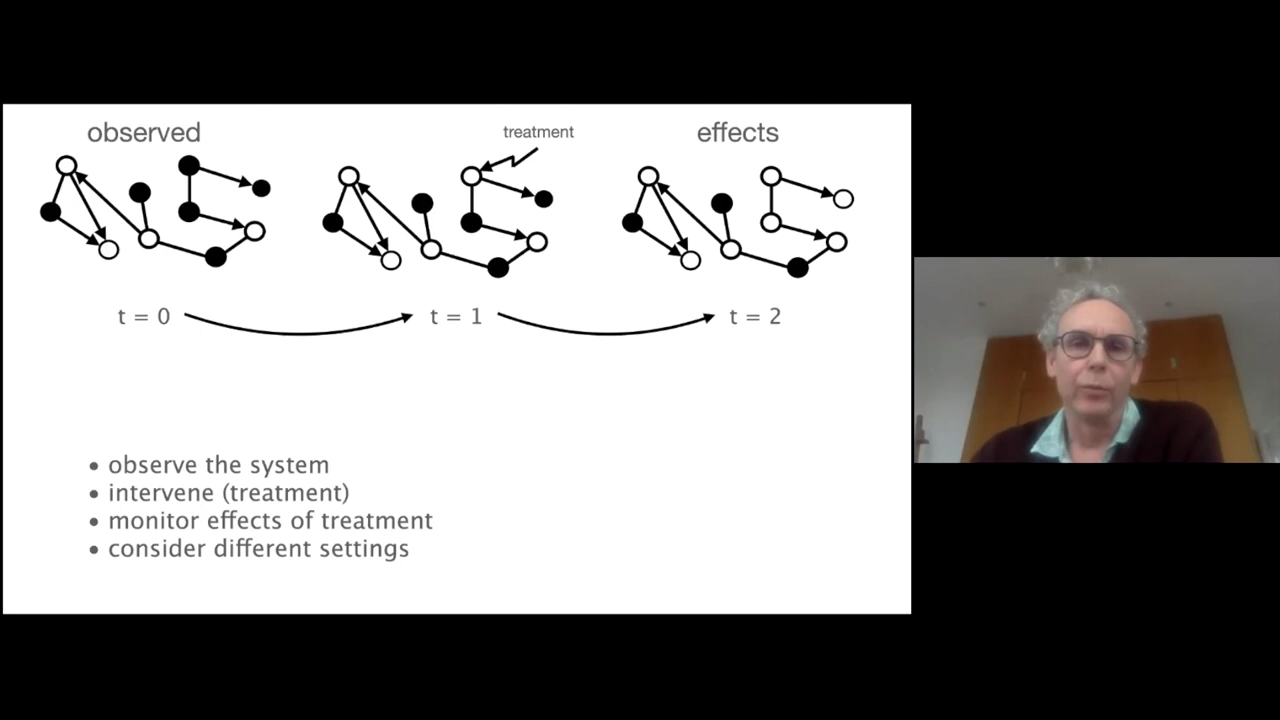 observed
treatment
effects
t = 0
t = 1
t = 2
• observe the system
• intervene (treatment)
• monitor effects of treatment
• consider different settings